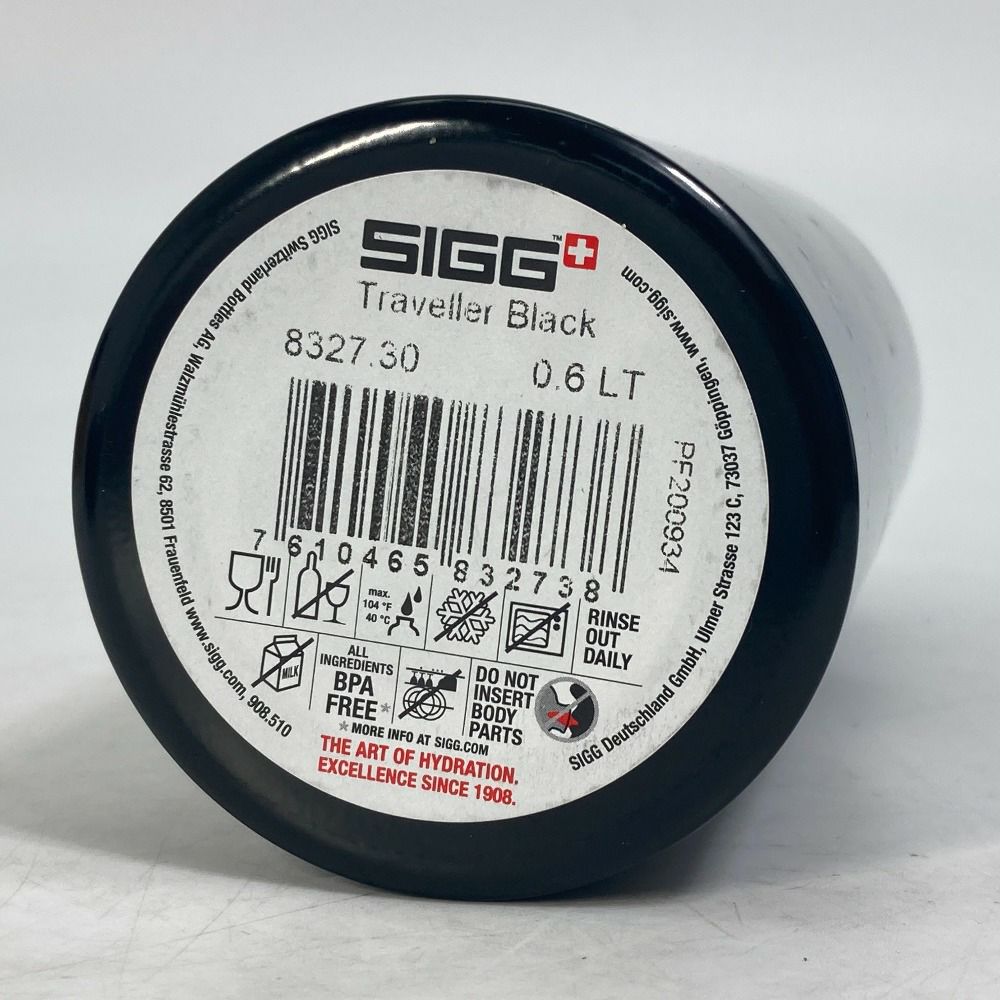 SIGG™
Traveller Black
8327.30 0.6 LT
PF200934
7 610465 832738
max.
104 °F
40 °C
RINSE
OUT
DAILY
MILK
ALL
INGREDIENTS
BPA
FREE*
DO NOT
INSERT
BODY
PARTS
*MORE INFO AT SIGG.COM
THE ART OF HYDRATION.
EXCELLENCE SINCE 1908.
SIGG Switzerland Bottles AG, Walzmühlestrasse 62, 8501 Frauenfeld www.sigg.com, 908.510
SIGG Deutschland GmbH, Ulmer Strasse 123 C, 73037 Göppingen, www.sigg.com